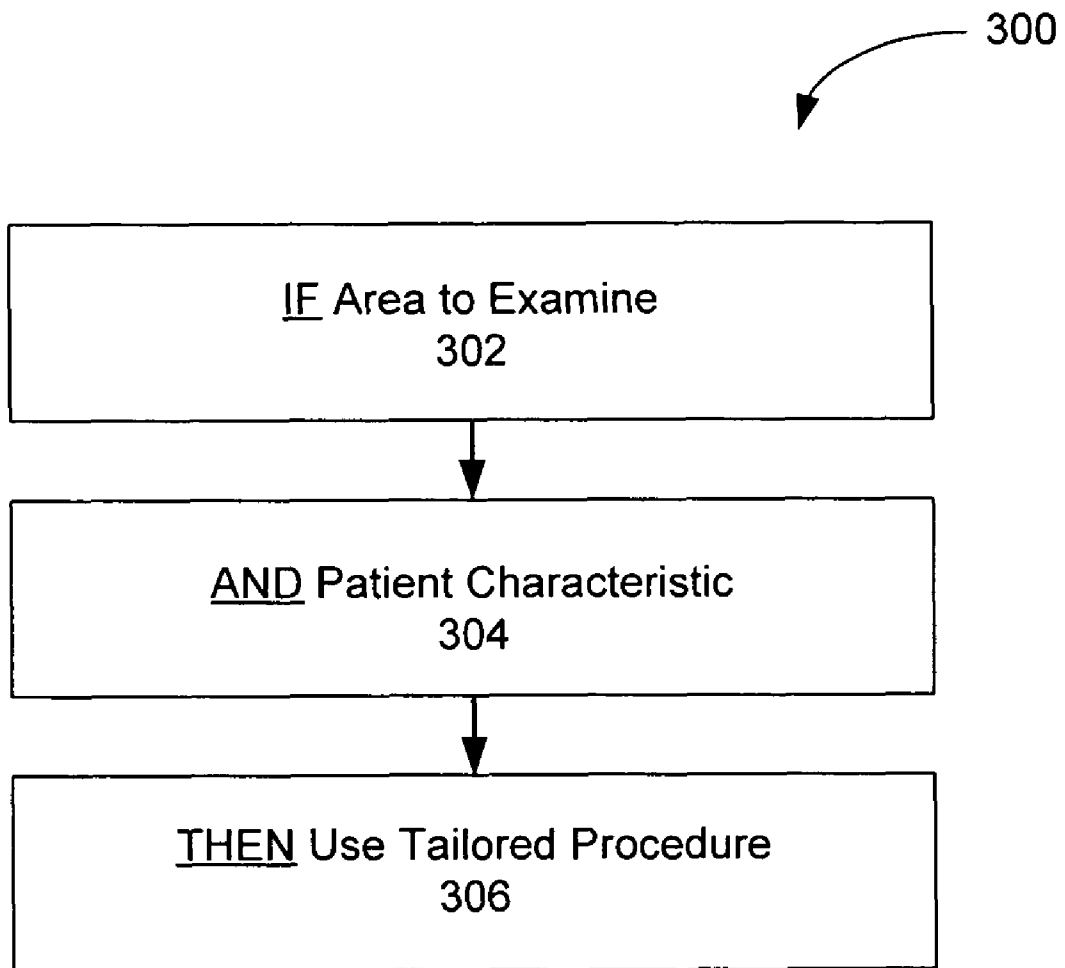 300
IF Area to Examine
302
AND Patient Characteristic
304
THEN Use Tailored Procedure
306